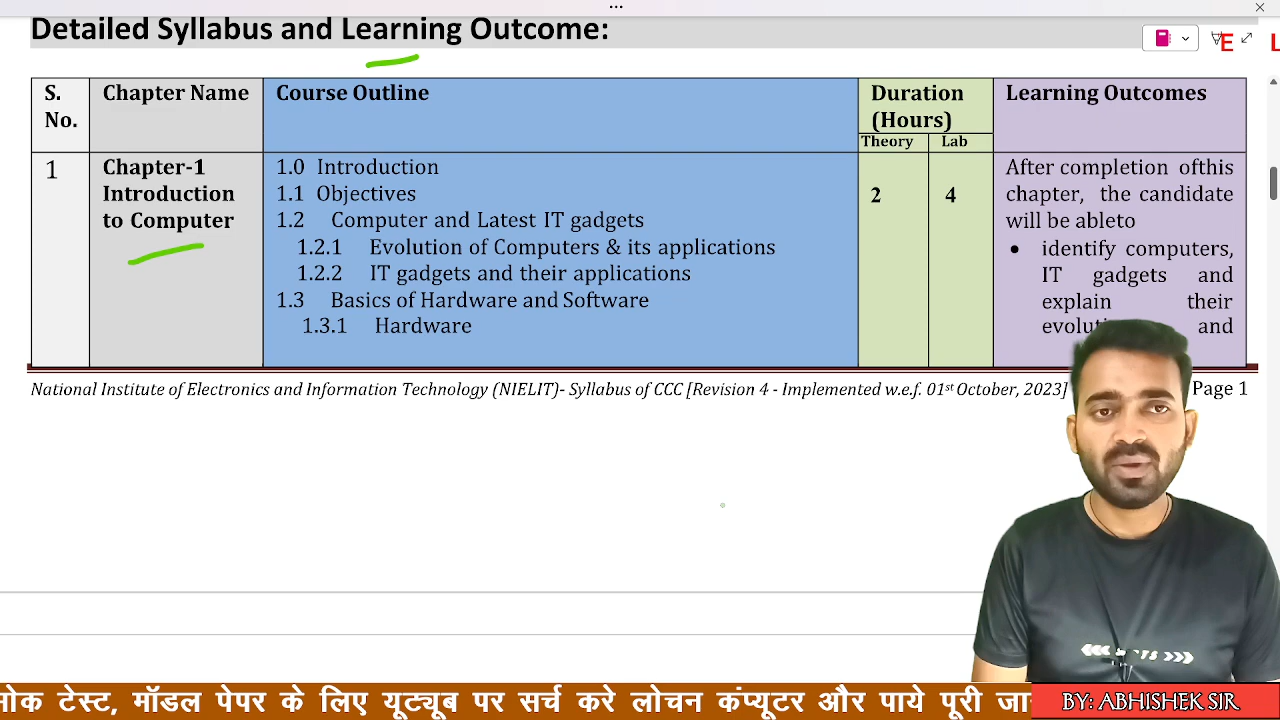 Detailed Syllabus and Learning Outcome:
S. No.
Chapter Name
Course Outline
Duration (Hours)
Theory
Lab
Learning Outcomes
1
Chapter-1
Introduction
to Computer
1.0 Introduction
1.1 Objectives
1.2 Computer and Latest IT gadgets
1.2.1 Evolution of Computers & its applications
1.2.2 IT gadgets and their applications
1.3 Basics of Hardware and Software
1.3.1 Hardware
2
4
After completion ofthis
chapter, the candidate
will be ableto
• identify computers,
IT gadgets and
explain their
and
National Institute of Electronics and Information Technology (NIELIT)- Syllabus of CCC [Revision 4 - Implemented w.e.f. 01st October, 2023]
Page 1
मोक टेस्ट, मॉडल पेपर के लिए यूट्यूब पर सर्च करे लोचन कंप्यूटर और पाये पूरी
BY: ABHISHEK SIR